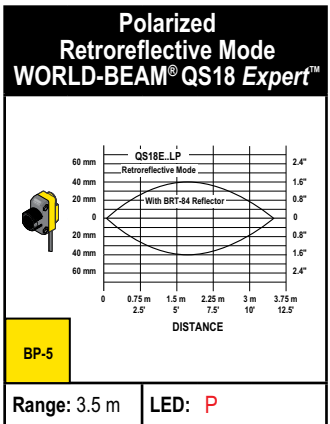 Polarized
Retroreflective Mode
WORLD-BEAM® QS18 Expert™
QS18E..LP
Retroreflective Mode
With BRT-84 Reflector
60 mm
40 mm
20 mm
0
20 mm
40 mm
60 mm
2.4"
1.6"
0.8"
0
0.8"
1.6"
2.4"
0 0.75 m 1.5 m 2.25 m 3 m 3.75 m
2.5' 5' 7.5' 10' 12.5'
DISTANCE
BP-5
Range: 3.5 m
LED: P